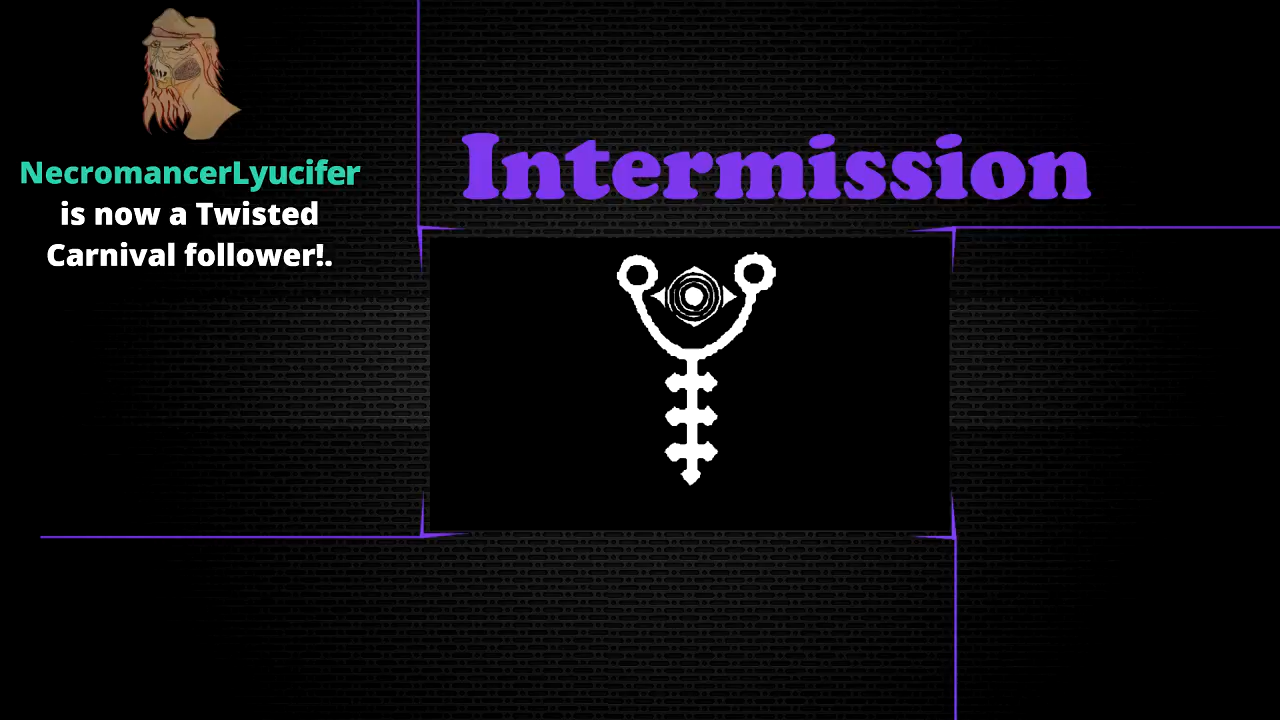 NecromancerLyucifer
is now a Twisted
Carnival follower!.
Intermission